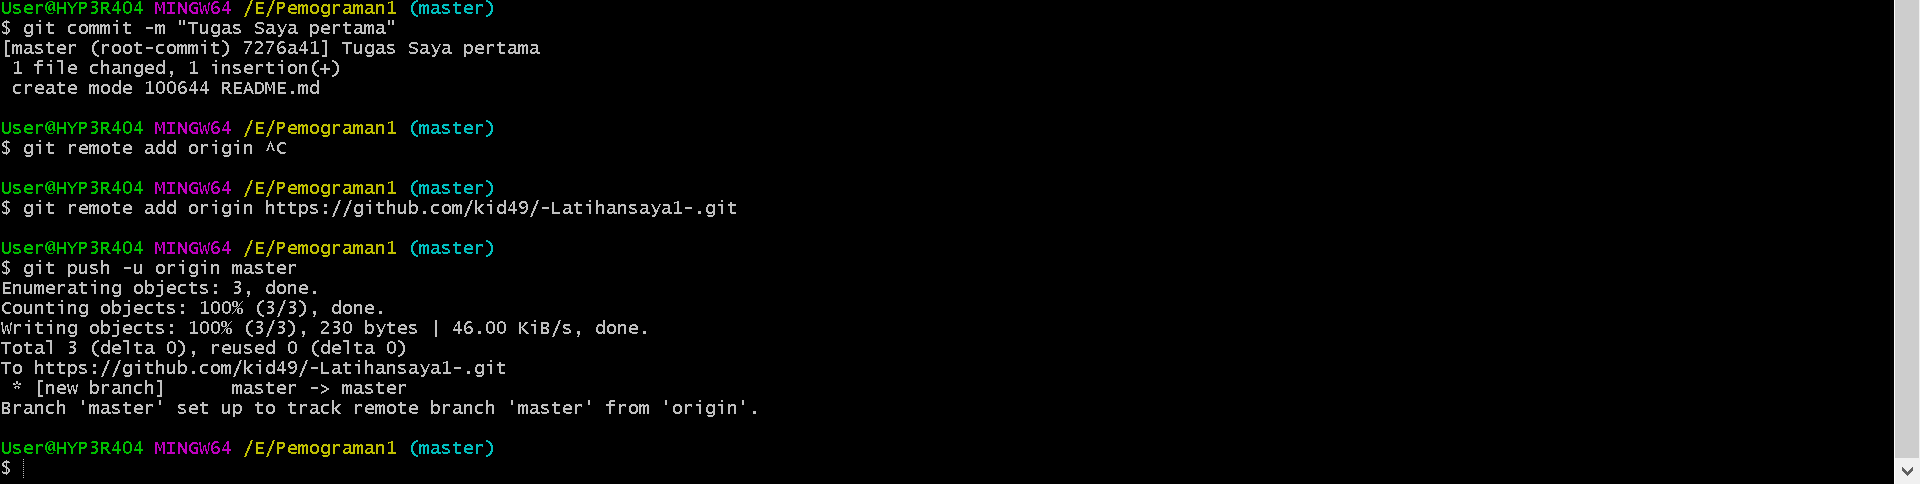 User@HYP3R404 MINGW64 /E/Pemograman1 (master)
$ git commit -m "Tugas Saya pertama"
[master (root-commit) 7276a41] Tugas Saya pertama
 1 file changed, 1 insertion(+)
 create mode 100644 README.md
User@HYP3R404 MINGW64 /E/Pemograman1 (master)
$ git remote add origin ^C
User@HYP3R404 MINGW64 /E/Pemograman1 (master)
$ git remote add origin https://github.com/kid49/-Latihansaya1-.git
User@HYP3R404 MINGW64 /E/Pemograman1 (master)
$ git push -u origin master
Enumerating objects: 3, done.
Counting objects: 100% (3/3), done.
Writing objects: 100% (3/3), 230 bytes | 46.00 KiB/s, done.
Total 3 (delta 0), reused 0 (delta 0)
To https://github.com/kid49/-Latihansaya1-.git
 * [new branch]      master -> master
Branch 'master' set up to track remote branch 'master' from 'origin'.
User@HYP3R404 MINGW64 /E/Pemograman1 (master)
$